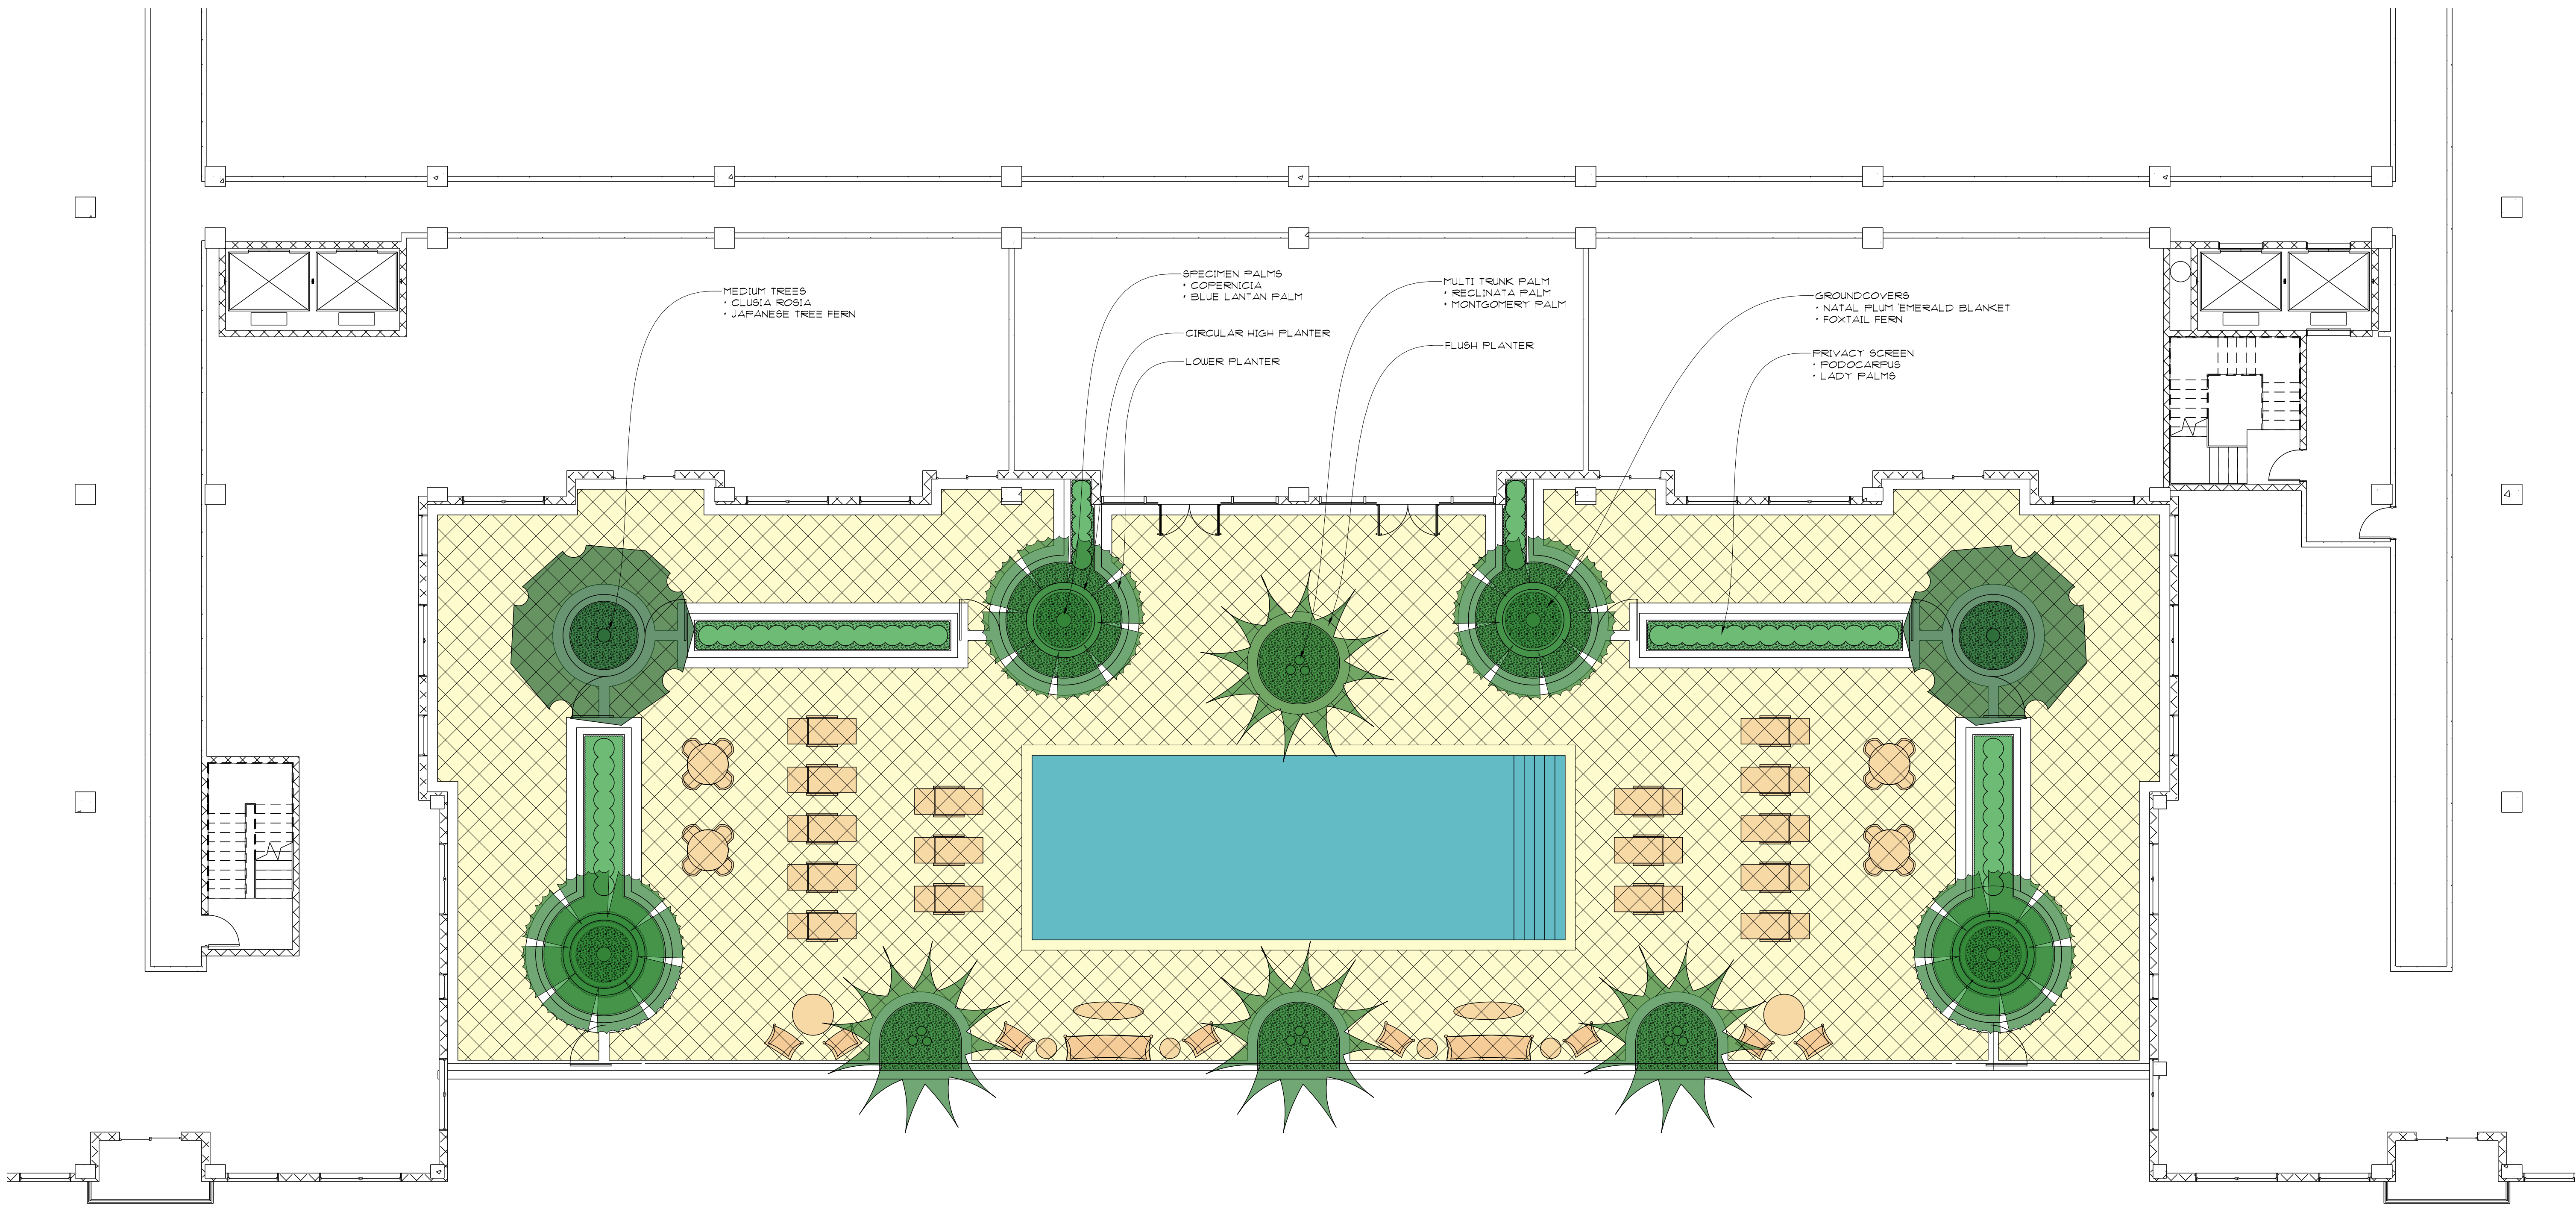 MEDIUM TREES
• CLUSIA ROSIA
• JAPANESE TREE FERN
SPECIMEN PALMS
• COPERNICIA
• BLUE LANTAN PALM
CIRCULAR HIGH PLANTER
LOWER PLANTER
MULTI TRUNK PALM
• RECLINATA PALM
• MONTGOMERY PALM
FLUSH PLANTER
GROUNDCOVERS
• NATAL PLUM 'EMERALD BLANKET'
• FOXTAIL FERN
PRIVACY SCREEN
• PODOCARPUS
• LADY PALMS